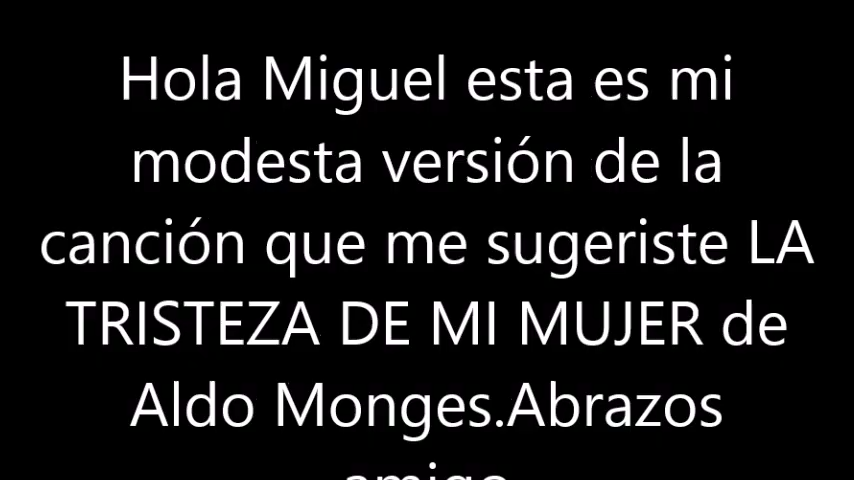 Hola Miguel esta es mi
modesta versión de la
canción que me sugeriste LA
TRISTEZA DE MI MUJER de
Aldo Monges.Abrazos
amigo